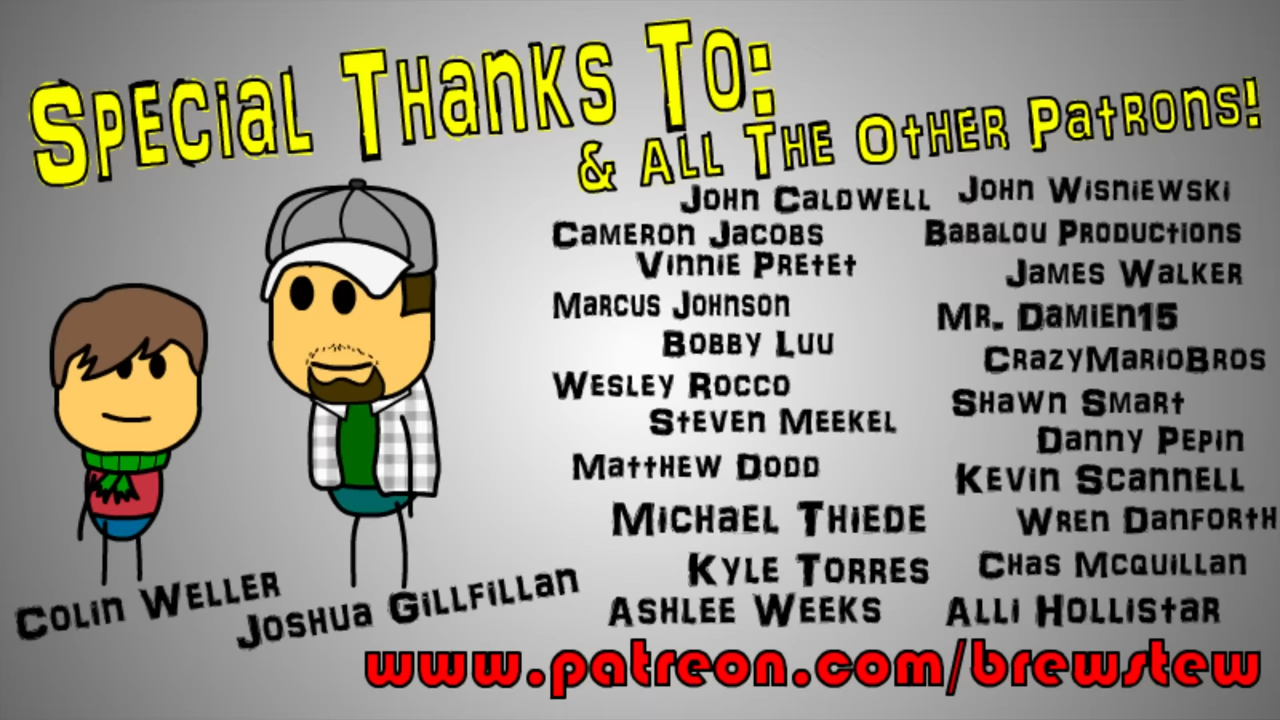 Special Thanks To:
& All The Other Patrons!
John Caldwell
John Wisniewski
Cameron Jacobs
Babalou Productions
Vinnie Pretet
James Walker
Marcus Johnson
Mr. Damien15
Bobby Luu
CrazyMarioBros
Wesley Rocco
Shawn Smart
Steven Meekel
Danny Pepin
Matthew Dodd
Kevin Scannell
Michael Thiede
Wren Danforth
Kyle Torres
Chas Mcquillan
Ashlee Weeks
Alli Hollistar
Colin Weller
Joshua Gillfillan
www.patreon.com/brewstew